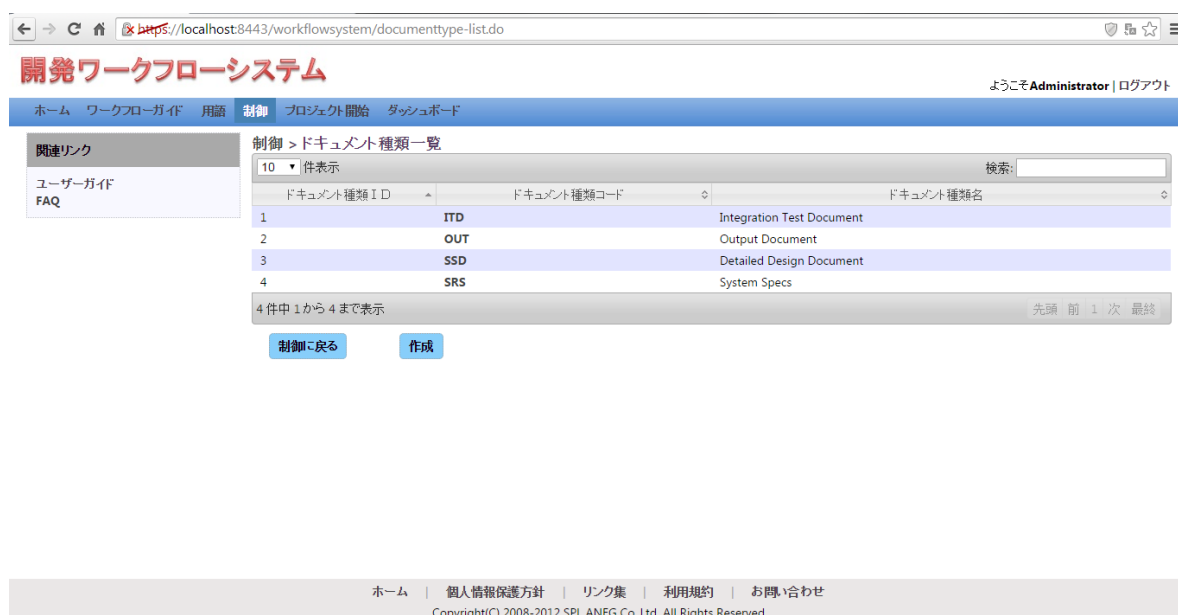 https://localhost:8443/workflowsystem/documenttype-list.do
開発ワークフローシステム
ようこそAdministrator | ログアウト
ホーム ワークフローガイド 用語 制御 プロジェクト開始 ダッシュボード
関連リンク
ユーザーガイド
FAQ
制御 > ドキュメント種類一覧
10 件表示 検索:
ドキュメント種類ＩＤ ドキュメント種類コード ドキュメント種類名
1 ITD Integration Test Document
2 OUT Output Document
3 SSD Detailed Design Document
4 SRS System Specs
4 件中 1 から 4 まで表示 先頭 前 1 次 最終
制御に戻る 作成
ホーム | 個人情報保護方針 | リンク集 | 利用規約 | お問い合わせ
Copyright(C) 2008-2012 SPL ANEG Co.,Ltd. All Rights Reserved